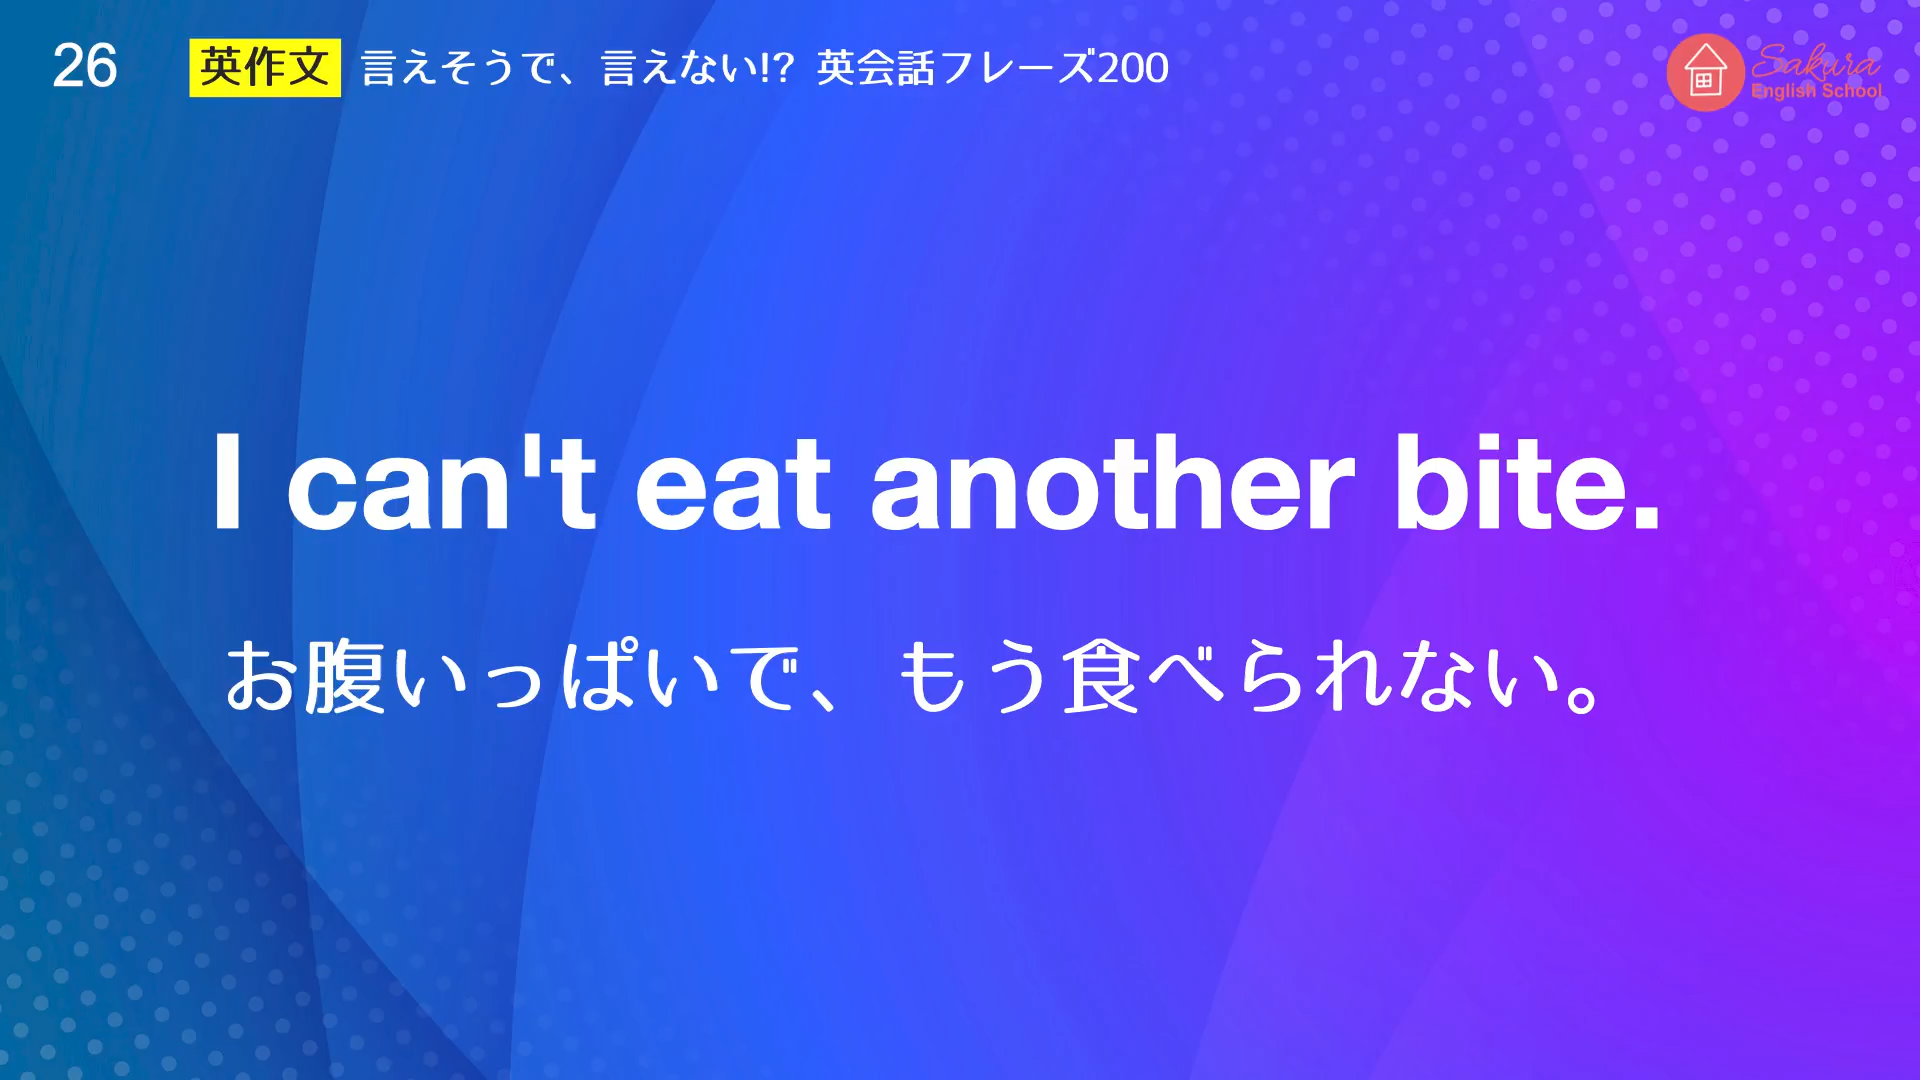 26 英作文 言えそうで、言えない!? 英会話フレーズ200
Sakura
English School
I can't eat another bite.
お腹いっぱいで、もう食べられない。